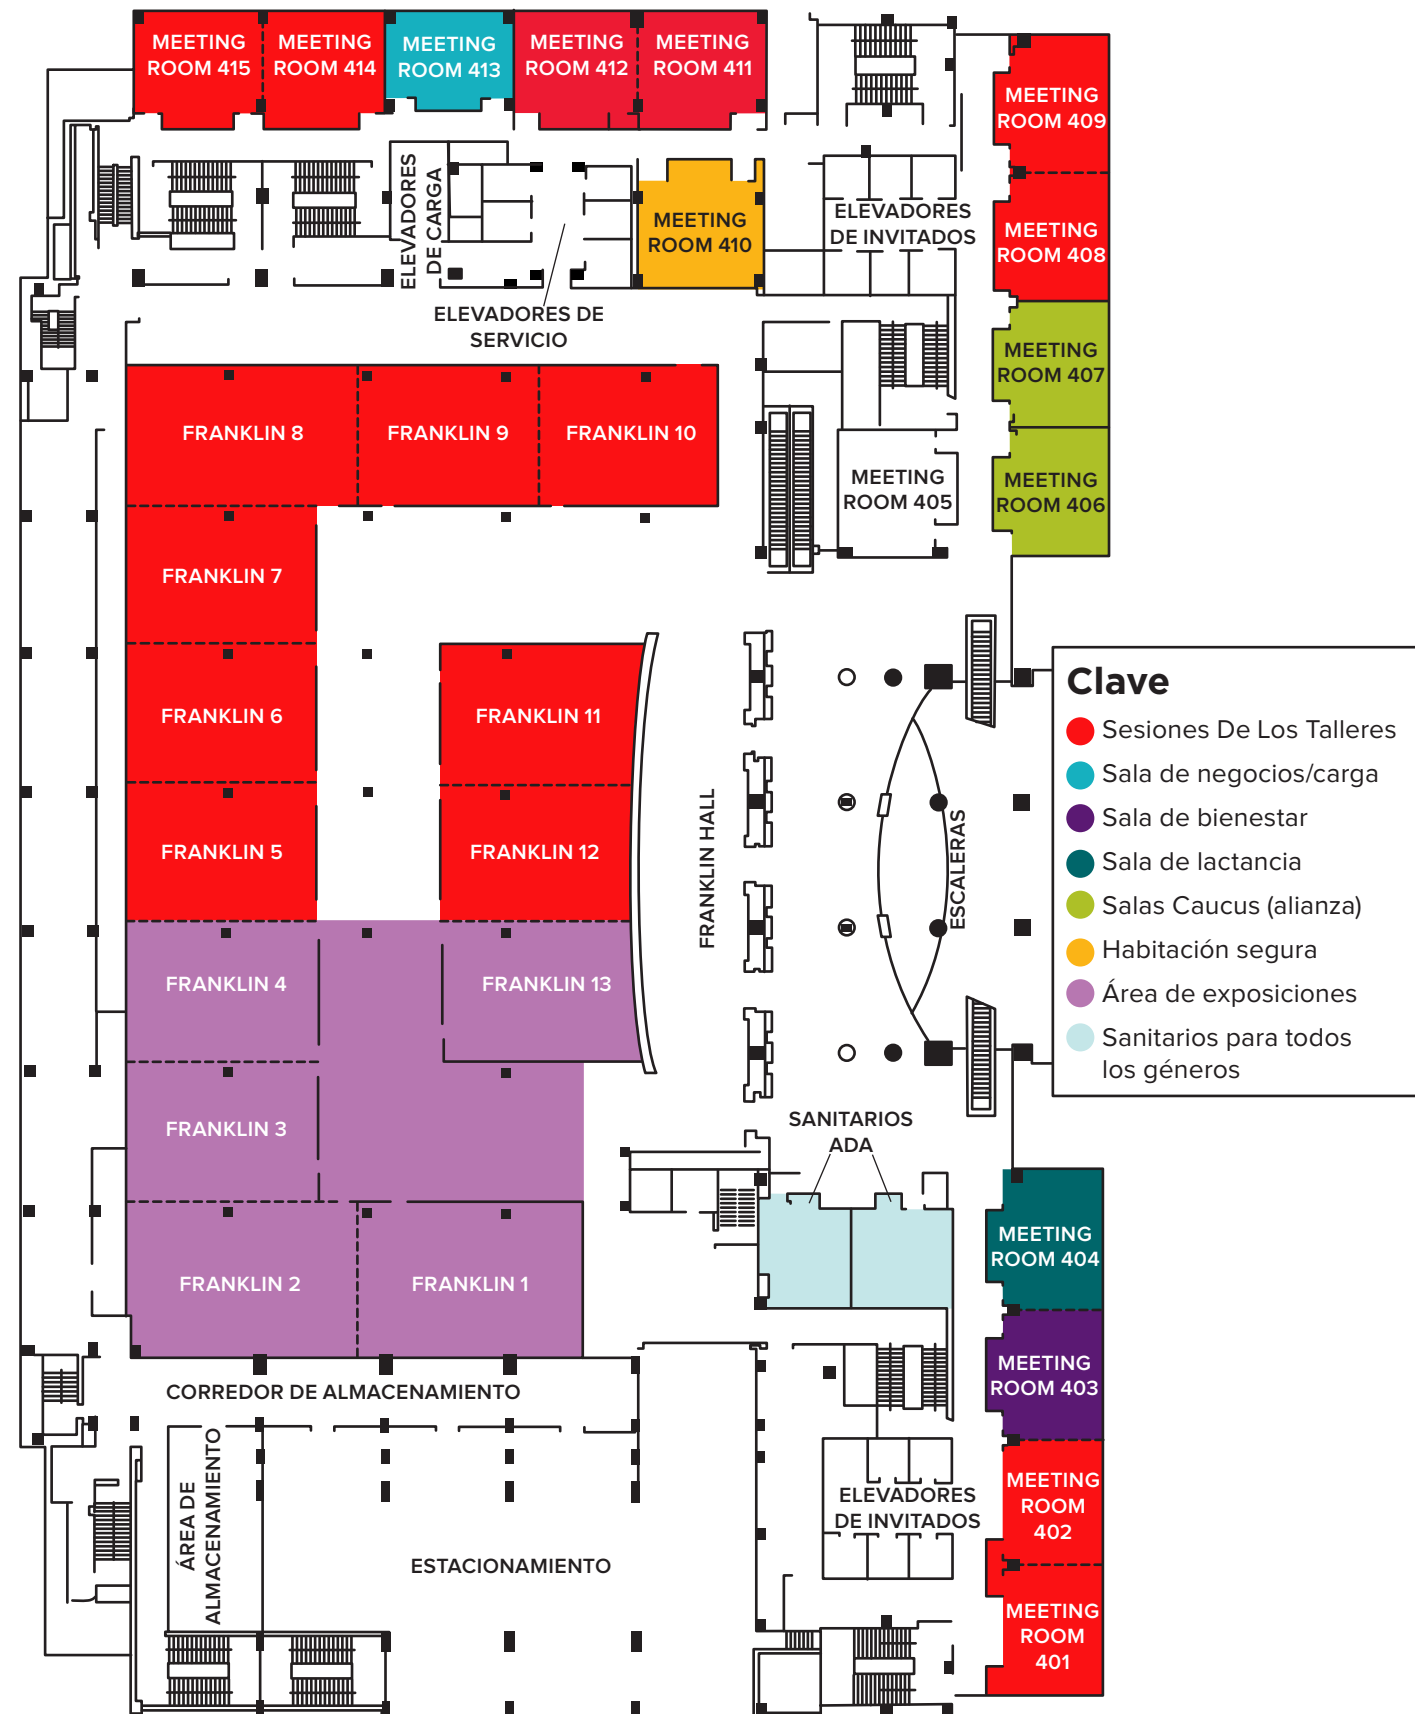 MEETING
ROOM 415
MEETING
ROOM 414
MEETING
ROOM 413
MEETING
ROOM 412
MEETING
ROOM 411
MEETING
ROOM 409
ELEVADORES
DE CARGA
MEETING
ROOM 410
ELEVADORES
DE INVITADOS
MEETING
ROOM 408
ELEVADORES DE
SERVICIO
MEETING
ROOM 407
FRANKLIN 8
FRANKLIN 9
FRANKLIN 10
MEETING
ROOM 405
MEETING
ROOM 406
FRANKLIN 7
FRANKLIN 6
FRANKLIN 11
FRANKLIN 5
FRANKLIN 12
FRANKLIN HALL
ESCALERAS
Clave
Sesiones De Los Talleres
Sala de negocios/carga
Sala de bienestar
Sala de lactancia
Salas Caucus (alianza)
Habitación segura
Área de exposiciones
Sanitarios para todos
los géneros
FRANKLIN 4
FRANKLIN 13
FRANKLIN 3
SANITARIOS
ADA
FRANKLIN 2
FRANKLIN 1
MEETING
ROOM 404
MEETING
ROOM 403
CORREDOR DE ALMACENAMIENTO
ÁREA DE
ALMACENAMIENTO
ESTACIONAMIENTO
ELEVADORES
DE INVITADOS
MEETING
ROOM
402
MEETING
ROOM
401